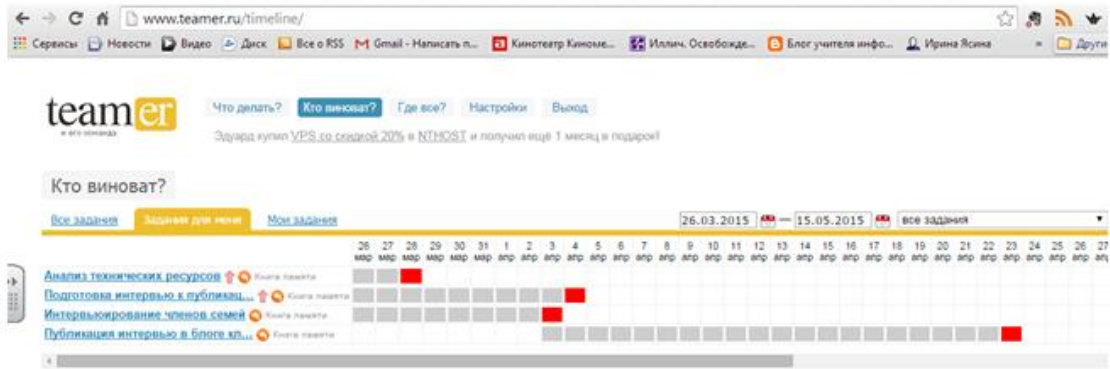 www.teamer.ru/timeline/
Сервисы Новости Видео Диск Все о RSS Gmail - Написать п... Кинотеатр Киноме... Иллич. Освобожде... Блог учителя инфо... Ирина Ясина » Други
teamer
и его команда
Что делать? Кто виноват? Где все? Настройки Выход
Эдуард купил VPS со скидкой 20% в NTHOST и получил ещё 1 месяц в подарок!
Кто виноват?
Все задания Задания для меня Мои задания 26.03.2015 — 15.05.2015 все задания
26 27 28 29 30 31 1 2 3 4 5 6 7 8 9 10 11 12 13 14 15 16 17 18 19 20 21 22 23 24 25 26 27
мар мар мар мар мар мар апр апр апр апр апр апр апр апр апр апр апр апр апр апр апр апр апр апр апр апр апр апр апр апр апр апр ап
Анализ технических ресурсов Книга памяти
Подготовка интервью к публикац... Книга памяти
Интервьюирование членов семей Книга памяти
Публикация интервью в блоге кл... Книга памяти